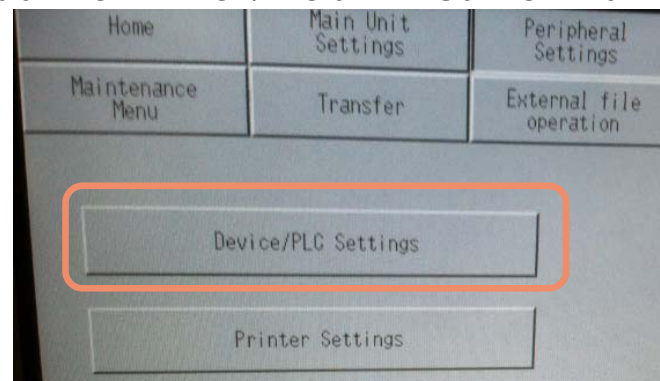 Home
Main Unit
Settings
Peripheral
Settings
Maintenance
Menu
Transfer
External file
operation
Device/PLC Settings
Printer Settings